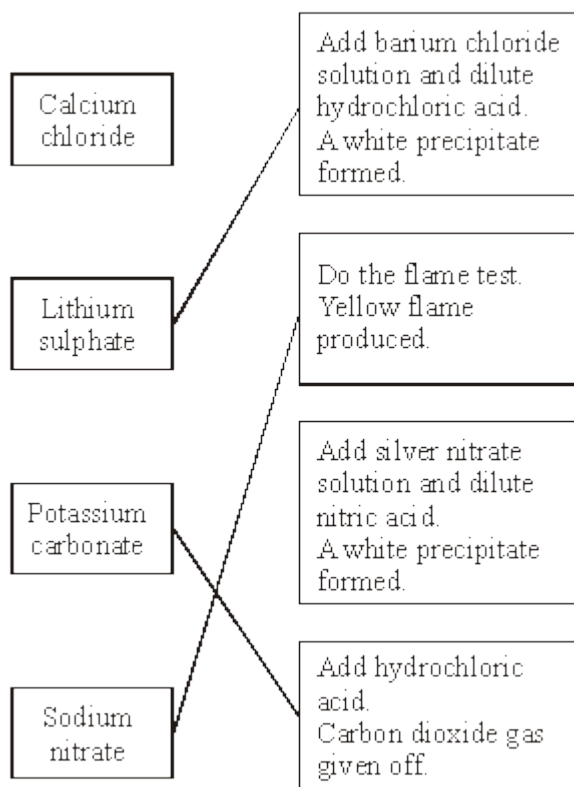 Calcium
chloride
Lithium
sulphate
Potassium
carbonate
Sodium
nitrate
Add barium chloride
solution and dilute
hydrochloric acid.
A white precipitate
formed.
Do the flame test.
Yellow flame
produced.
Add silver nitrate
solution and dilute
nitric acid.
A white precipitate
formed.
Add hydrochloric
acid.
Carbon dioxide gas
given off.